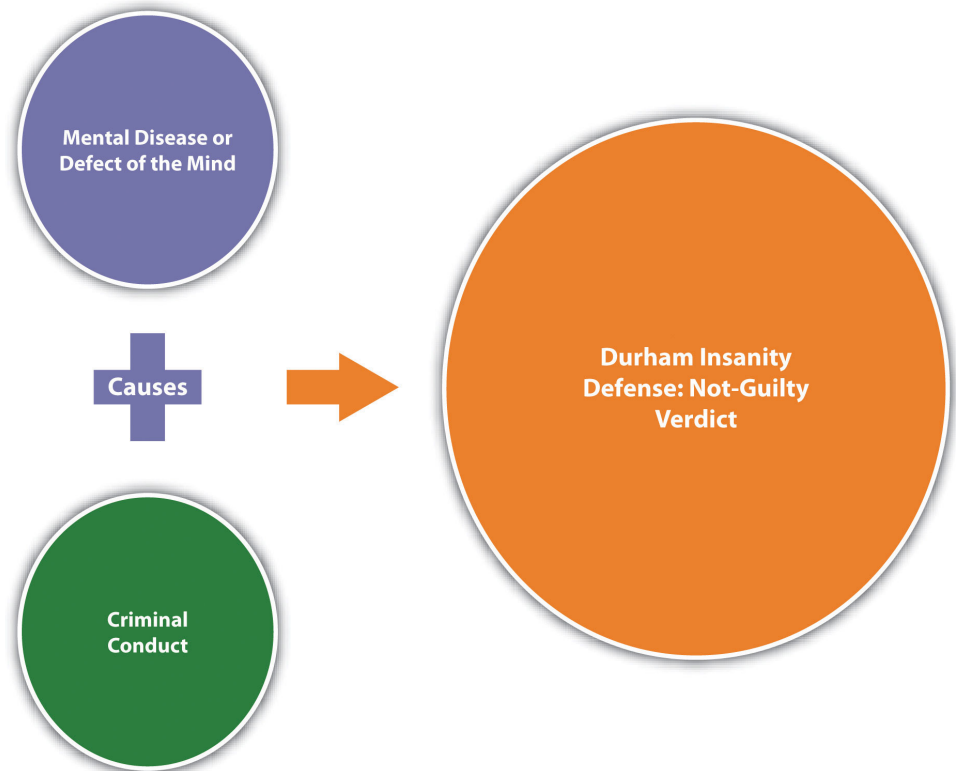 Mental Disease or
Defect of the Mind
Causes
Criminal
Conduct
Durham Insanity
Defense: Not-Guilty
Verdict